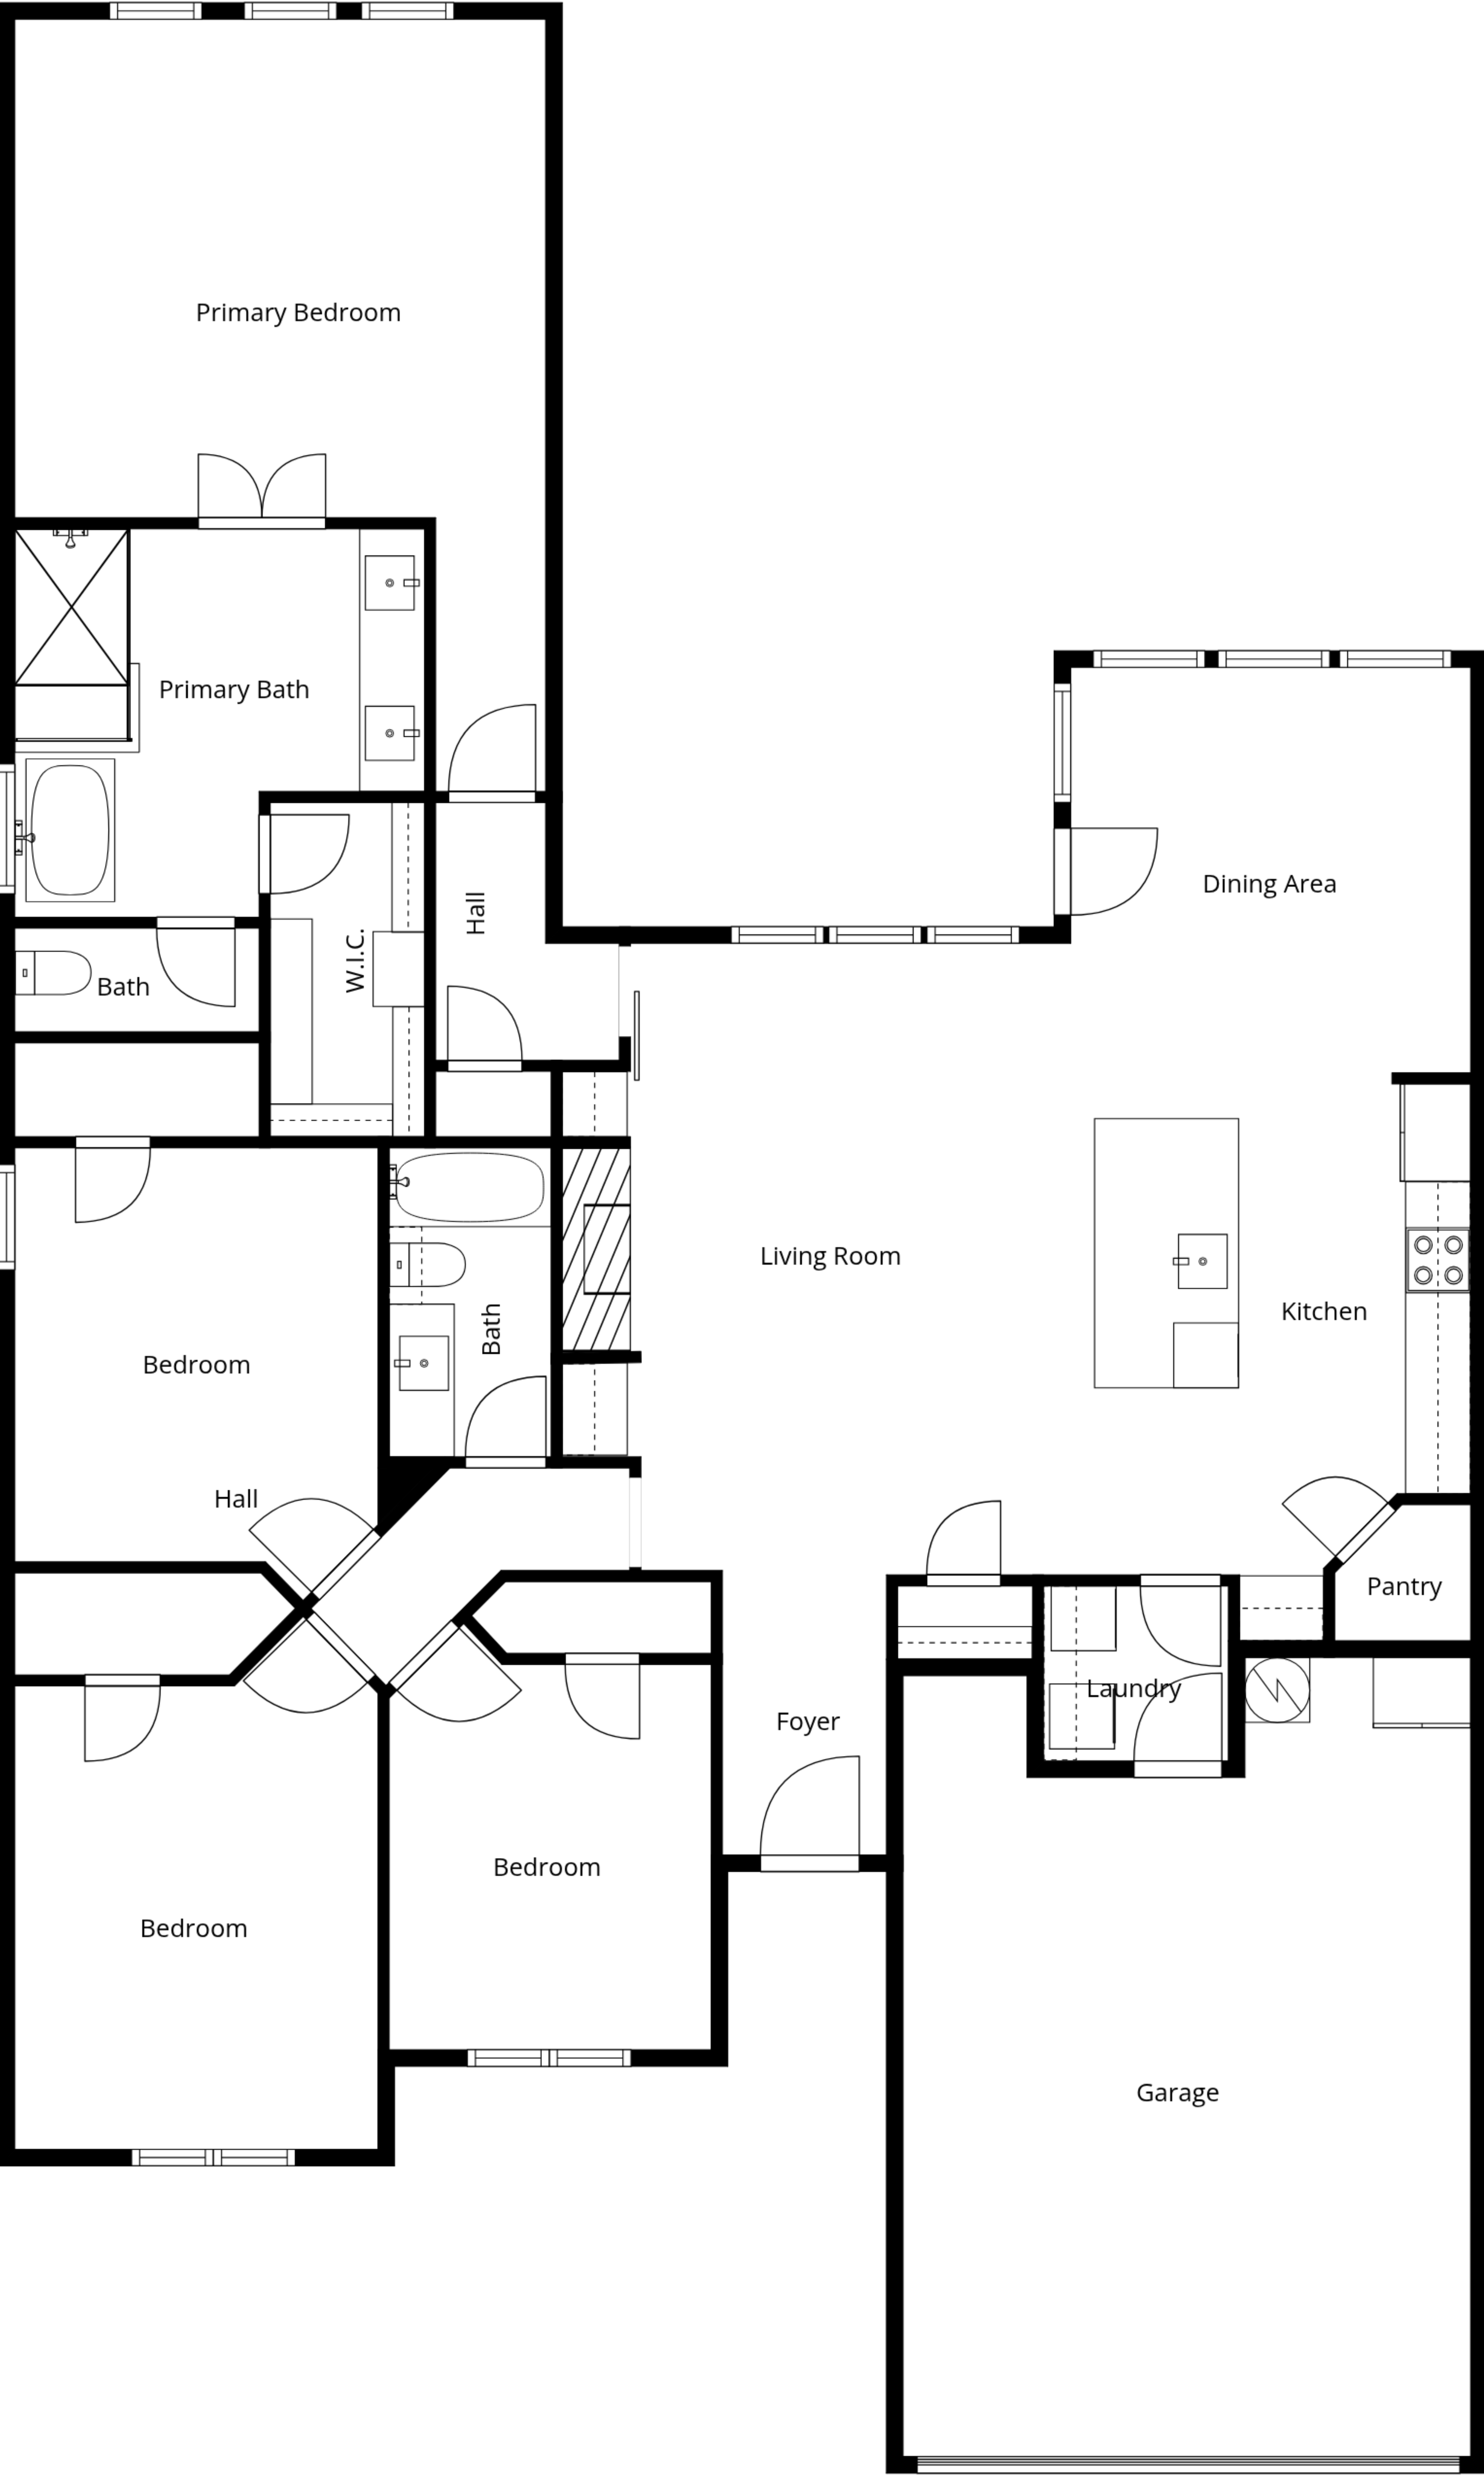 Primary Bedroom
Primary Bath
Dining Area
Hall
W.I.C.
Bath
Living Room
Kitchen
Bath
Bedroom
Hall
Pantry
Laundry
Foyer
Bedroom
Bedroom
Garage